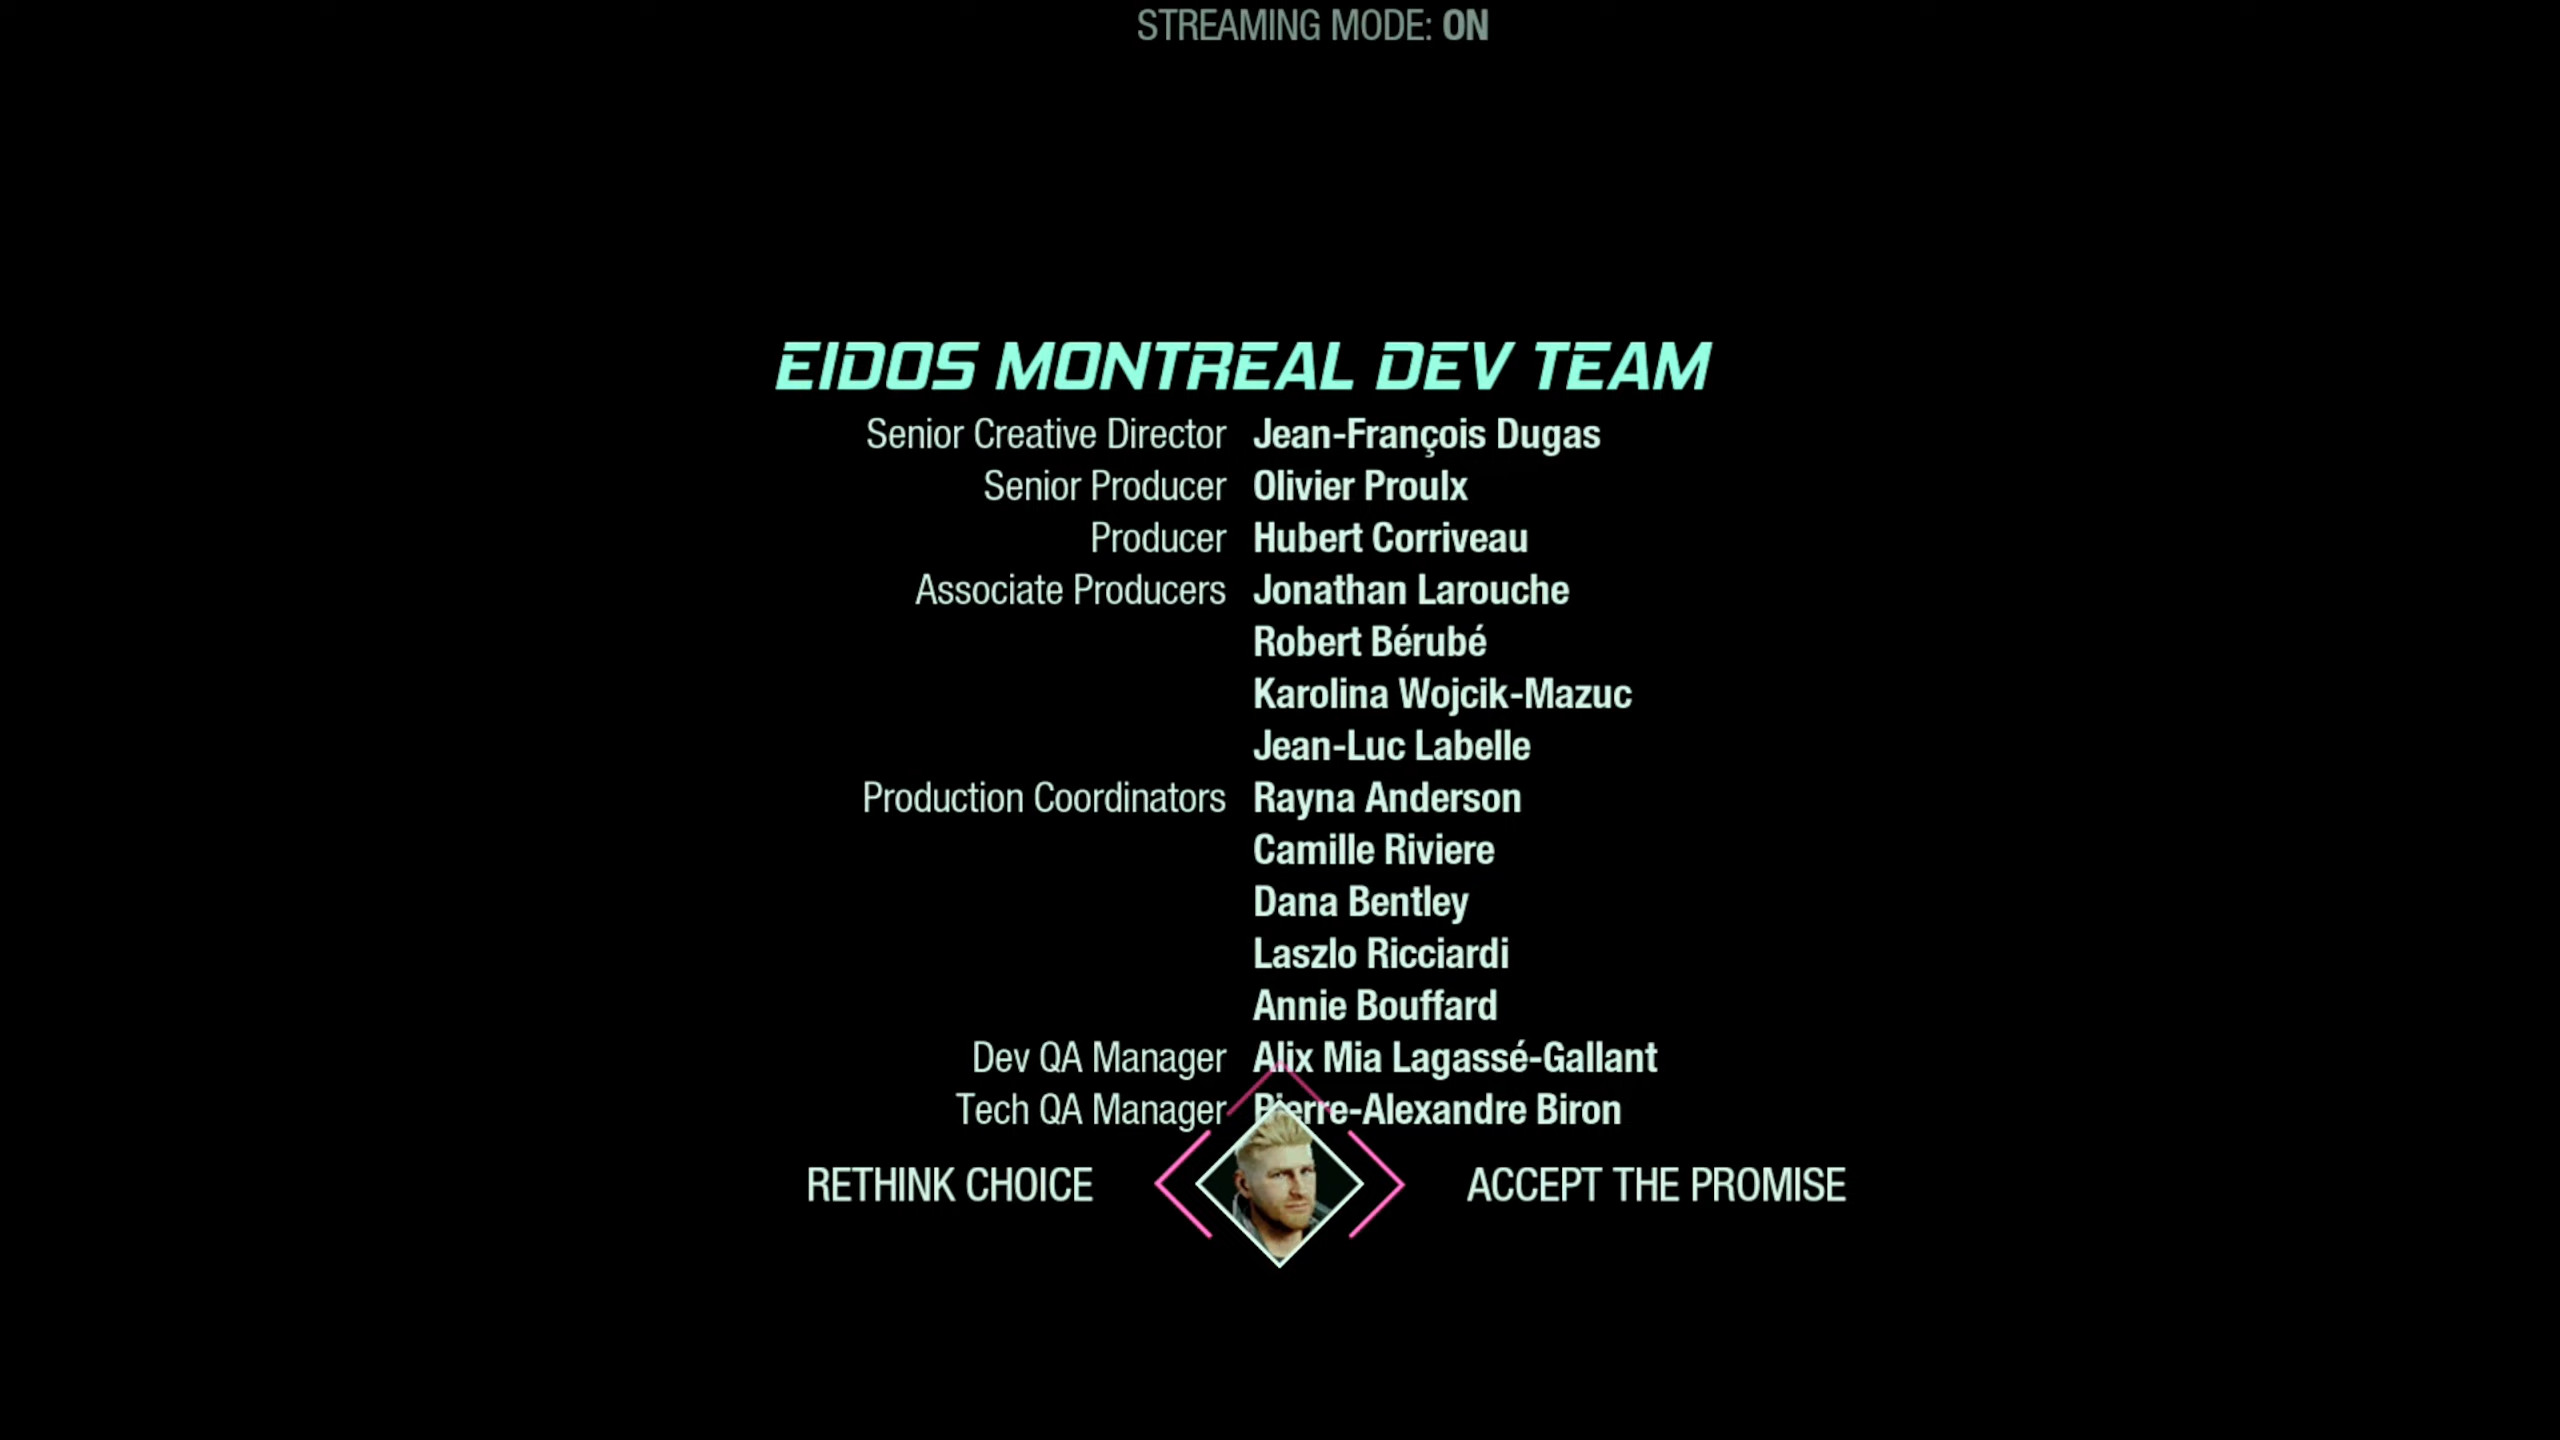 STREAMING MODE: ON
EIDOS MONTREAL DEV TEAM
Senior Creative Director Jean-François Dugas
Senior Producer Olivier Proulx
Producer Hubert Corriveau
Associate Producers Jonathan Larouche
Robert Bérubé
Karolina Wojcik-Mazuc
Jean-Luc Labelle
Production Coordinators Rayna Anderson
Camille Riviere
Dana Bentley
Laszlo Ricciardi
Annie Bouffard
Dev QA Manager Alix Mia Lagassé-Gallant
Tech QA Manager Pierre-Alexandre Biron
RETHINK CHOICE ACCEPT THE PROMISE